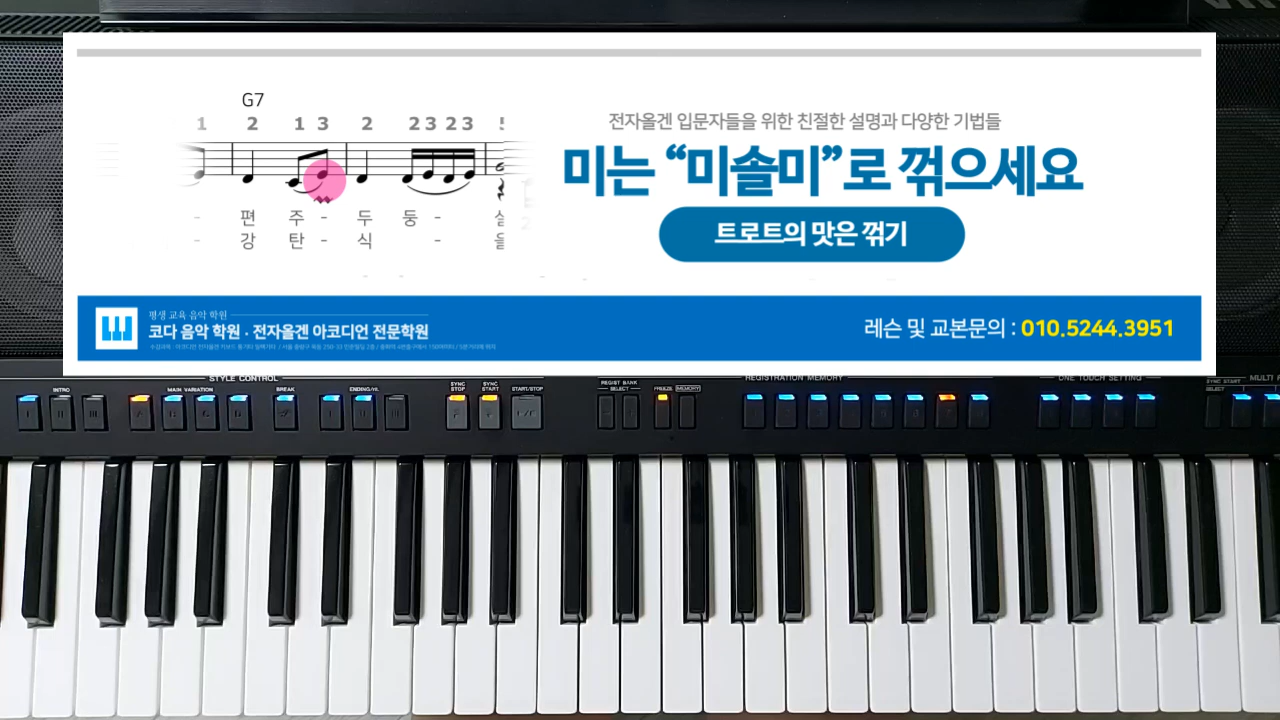 G7
1 2 1 3 2 2 3 2 3
- 편 주 - 두 둥 -
- 강 탄 - 식 -
전자올겐 입문자들을 위한 친절한 설명과 다양한 기법들
미는 “미솔미”로 꺾으세요
트로트의 맛은 꺾기
평생 교육 음악 학원
코다 음악 학원 · 전자올겐 아코디언 전문학원
레슨 및 교본문의 : 010.5244.3951
STYLE CONTROL
REGISTRATION MEMORY
ONE TOUCH SETTING
INTRO
MAIN VARIATION
BREAK
ENDING/rit.
SYNC STOP
SYNC START
START/STOP
REGIST BANK
SELECT
FREEZE
MEMORY
SYNC START
SELECT